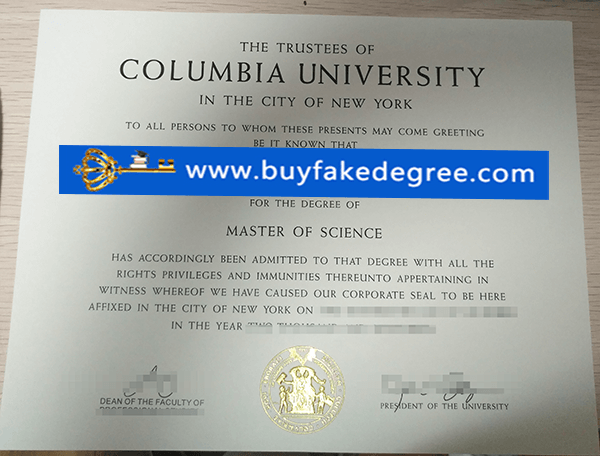 THE TRUSTEES OF
COLUMBIA UNIVERSITY
IN THE CITY OF NEW YORK
TO ALL PERSONS TO WHOM THESE PRESENTS MAY COME GREETING
BE IT KNOWN THAT
www.buyfakedegree.com
FOR THE DEGREE OF
MASTER OF SCIENCE
HAS ACCORDINGLY BEEN ADMITTED TO THAT DEGREE WITH ALL THE
RIGHTS PRIVILEGES AND IMMUNITIES THEREUNTO APPERTAINING IN
WITNESS WHEREOF WE HAVE CAUSED OUR CORPORATE SEAL TO BE HERE
AFFIXED IN THE CITY OF NEW YORK ON
IN THE YEAR TWO THOUSAND
DEAN OF THE FACULTY OF
PROFESSIONAL STUDIES
PRESIDENT OF THE UNIVERSITY